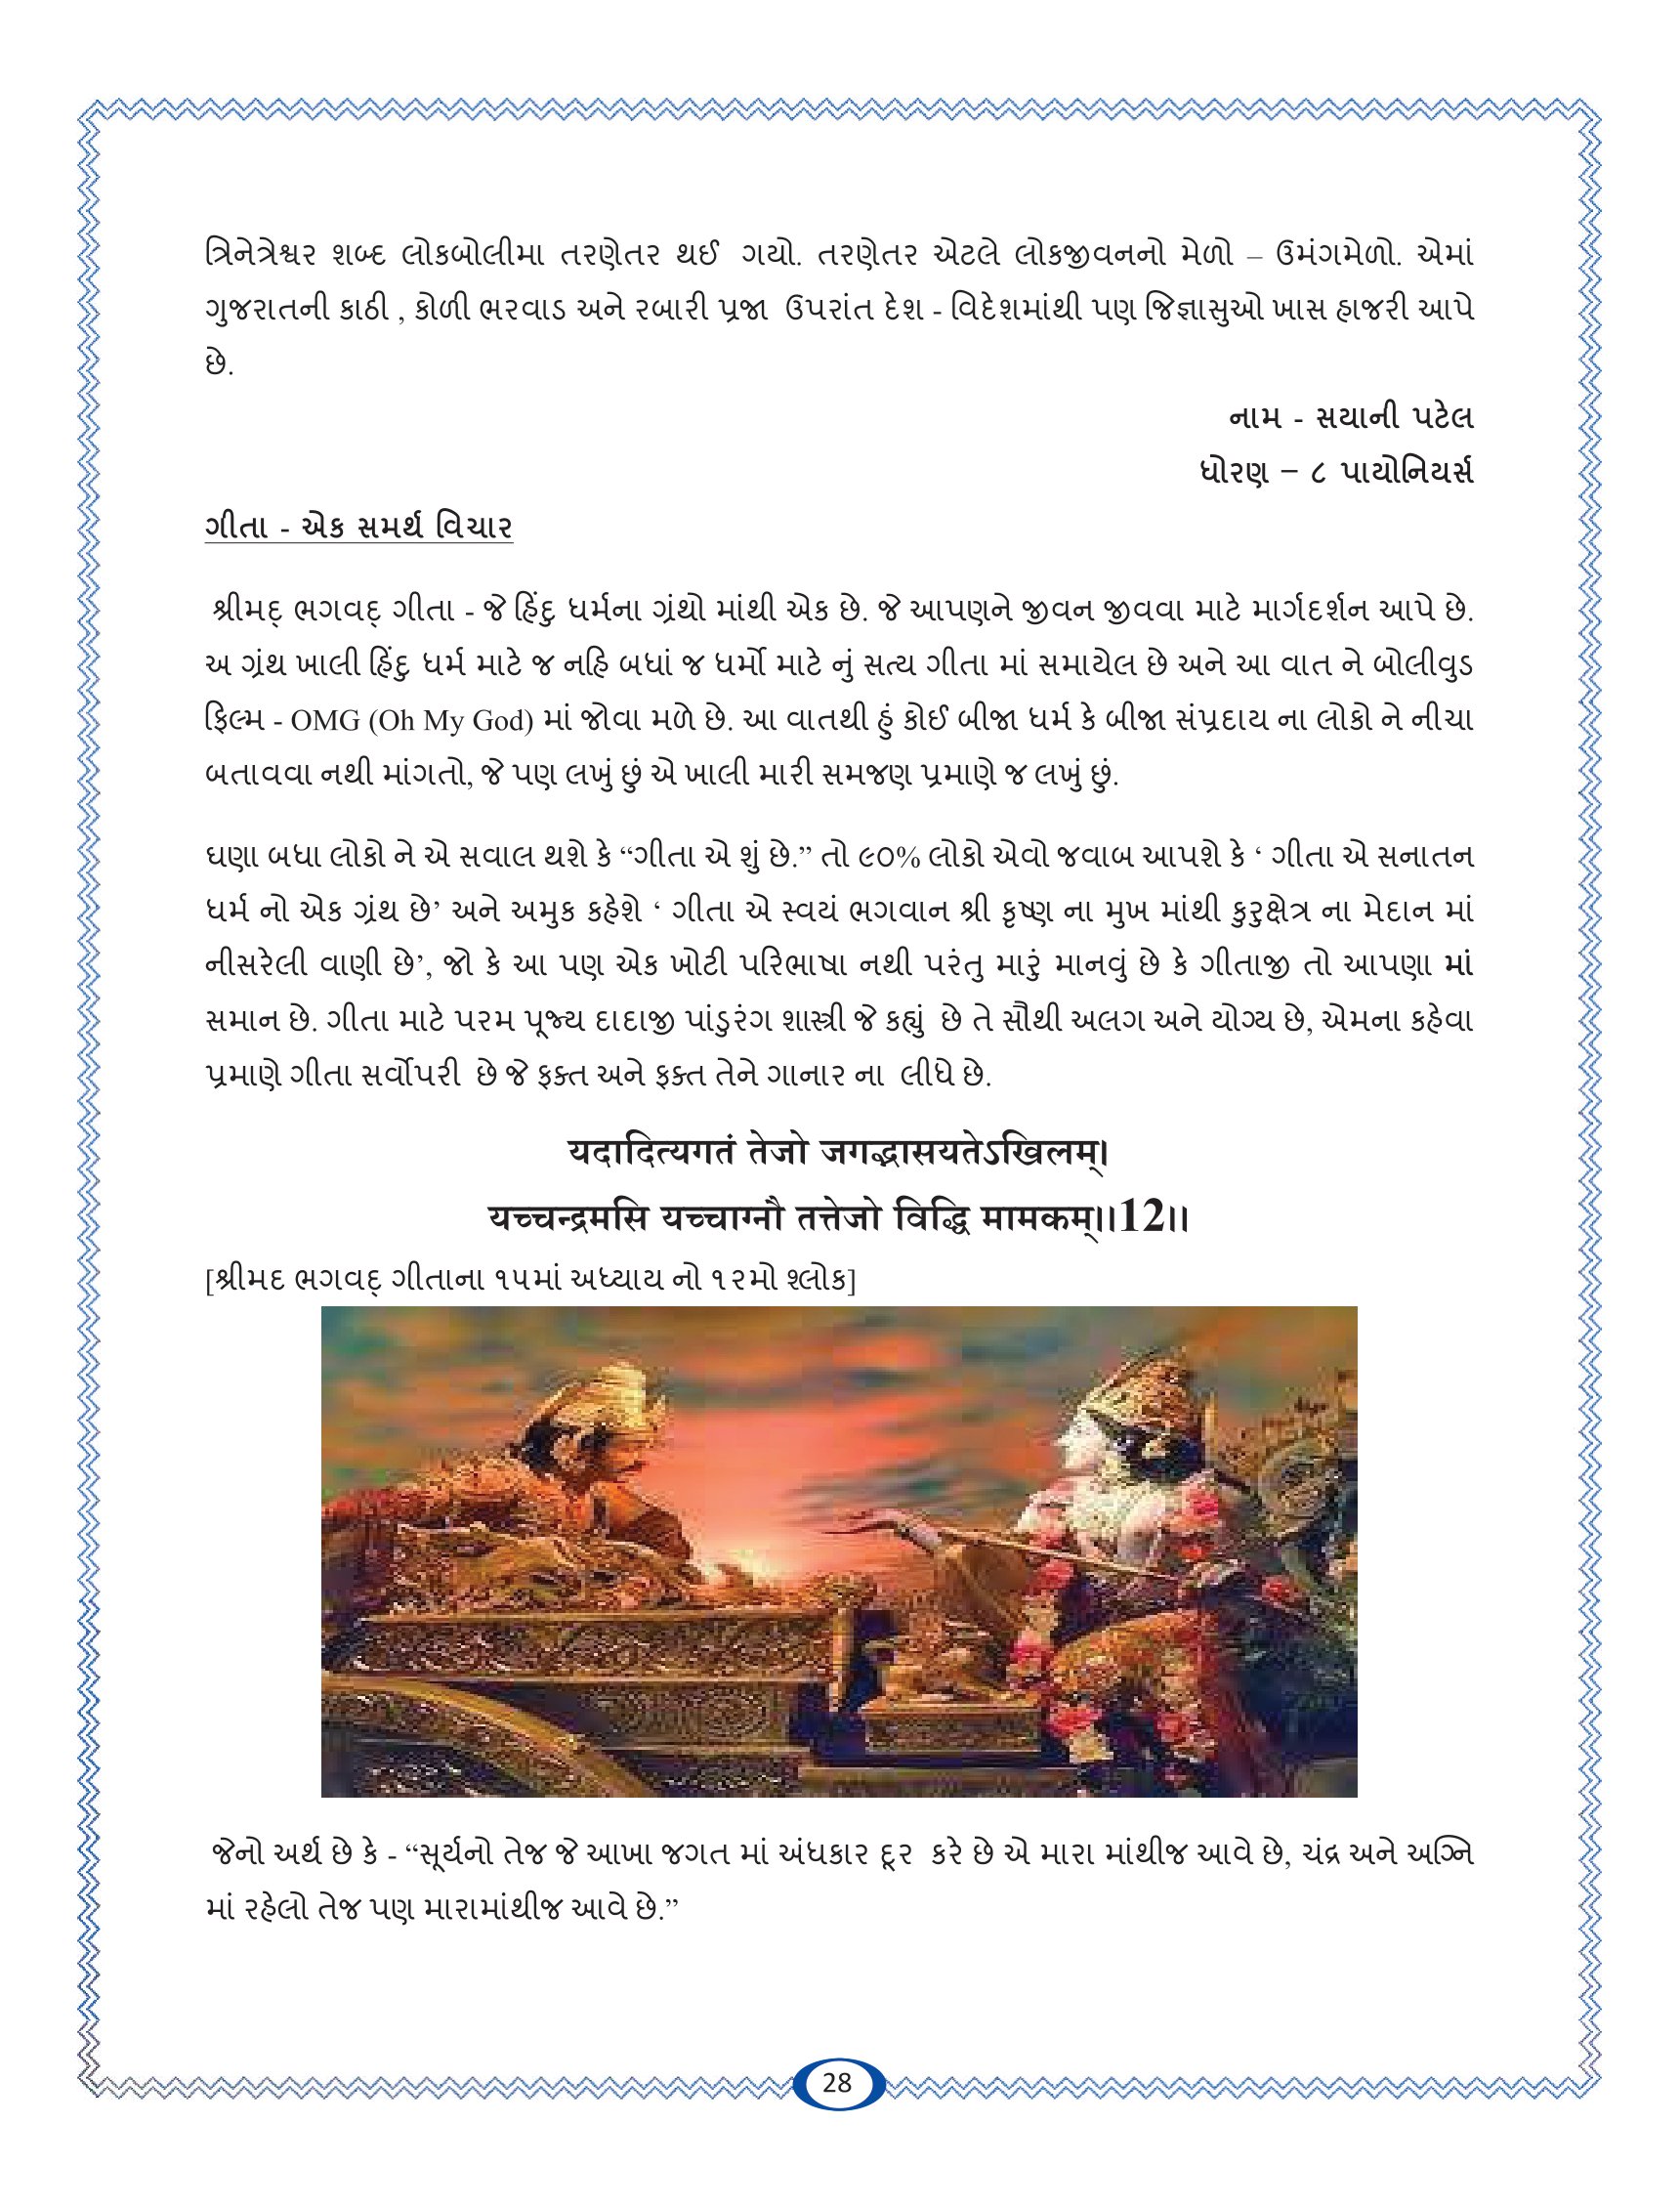 ત્રિનેત્રેશ્વર શબ્દ લોકબોલીમા તરણેતર થઈ ગયો. તરણેતર એટલે લોકજીવનનો મેળો – ઉમંગમેળો. એમાં
ગુજરાતની કાઠી , કોળી ભરવાડ અને રબારી પ્રજા ઉપરાંત દેશ - વિદેશમાંથી પણ જિજ્ઞાસુઓ ખાસ હાજરી આપે
છે.
નામ - સયાની પટેલ
ધોરણ – ૮ પાયોનિયર્સ
ગીતા - એક સમર્થ વિચાર
શ્રીમદ્ ભગવદ્ ગીતા - જે હિંદુ ધર્મના ગ્રંથો માંથી એક છે. જે આપણને જીવન જીવવા માટે માર્ગદર્શન આપે છે.
અ ગ્રંથ ખાલી હિંદુ ધર્મ માટે જ નહિ બધાં જ ધર્મો માટે નું સત્ય ગીતા માં સમાયેલ છે અને આ વાત ને બોલીવુડ
ફિલ્મ - OMG (Oh My God) માં જોવા મળે છે. આ વાતથી હું કોઈ બીજા ધર્મ કે બીજા સંપ્રદાય ના લોકો ને નીચા
બતાવવા નથી માંગતો, જે પણ લખું છું એ ખાલી મારી સમજણ પ્રમાણે જ લખું છું.
ઘણા બધા લોકો ને એ સવાલ થશે કે “ગીતા એ શું છે.” તો ૯૦% લોકો એવો જવાબ આપશે કે ‘ ગીતા એ સનાતન
ધર્મ નો એક ગ્રંથ છે’ અને અમુક કહેશે ‘ ગીતા એ સ્વયં ભગવાન શ્રી કૃષ્ણ ના મુખ માંથી કુરુક્ષેત્ર ના મેદાન માં
નીસરેલી વાણી છે’, જો કે આ પણ એક ખોટી પરિભાષા નથી પરંતુ મારું માનવું છે કે ગીતાજી તો આપણા માં
સમાન છે. ગીતા માટે પરમ પૂજ્ય દાદાજી પાંડુરંગ શાસ્ત્રી જે કહ્યું છે તે સૌથી અલગ અને યોગ્ય છે, એમના કહેવા
પ્રમાણે ગીતા સર્વોપરી છે જે ફક્ત અને ફક્ત તેને ગાનાર ના લીધે છે.
यदादित्यगतं तेजो जगद्भासयतेऽखिलम्।
यच्चन्द्रमसि यच्चाग्नौ तत्तेजो विद्धि मामकम्।।12।।
[શ્રીમદ ભગવદ્ ગીતાના ૧૫માં અધ્યાય નો ૧૨મો શ્લોક]
જેનો અર્થ છે કે - “સૂર્યનો તેજ જે આખા જગત માં અંધકાર દૂર કરે છે એ મારા માંથીજ આવે છે, ચંદ્ર અને અગ્નિ
માં રહેલો તેજ પણ મારામાંથીજ આવે છે.”
28